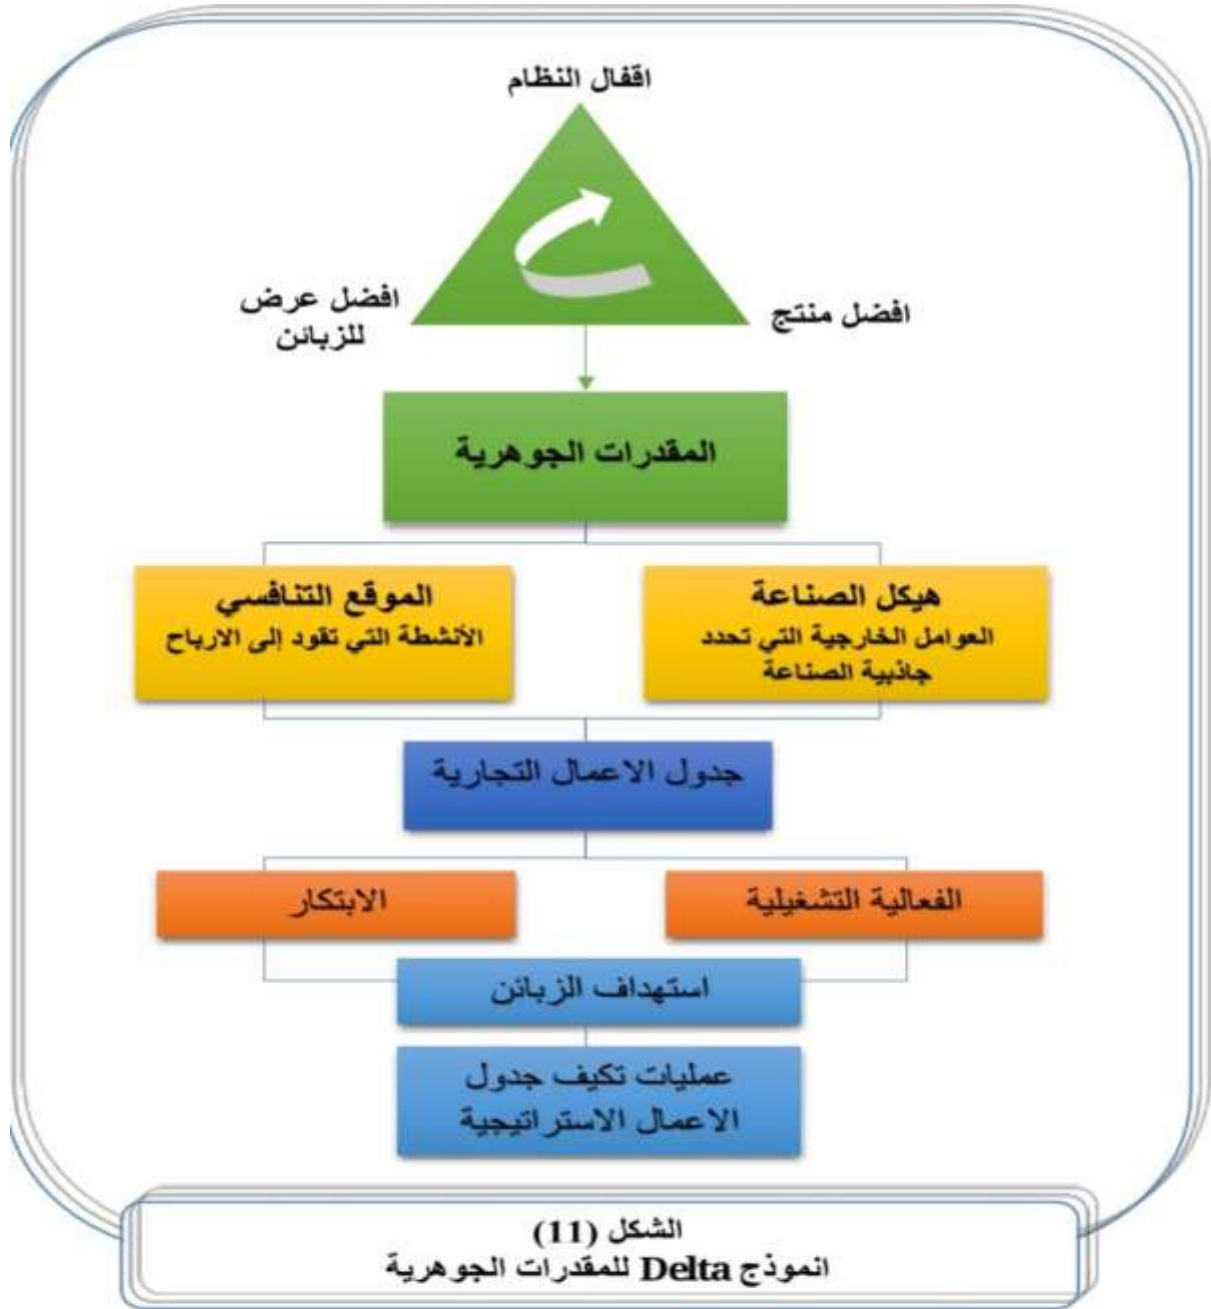 اقفال النظام
افضل منتج
افضل عرض
للزبائن
المقدرات الجوهرية
هيكل الصناعة
العوامل الخارجية التي تحدد
جاذبية الصناعة
الموقع التنافسي
الأنشطة التي تقود إلى الارباح
جدول الاعمال التجارية
الفعالية التشغيلية
الابتكار
استهداف الزبائن
عمليات تكيف جدول
الاعمال الاستراتيجية
الشكل (11)
انموذج Delta للمقدرات الجوهرية